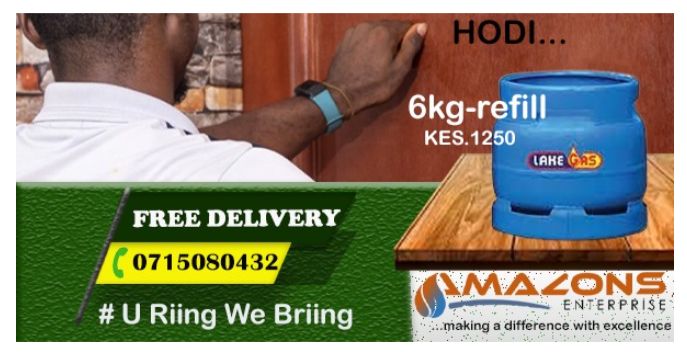 HODI...
6kg-refill
KES.1250
LAKE GAS
FREE DELIVERY
0715080432
# U Riing We Briing
AMAZONS
ENTERPRISE
...making a difference with excellence